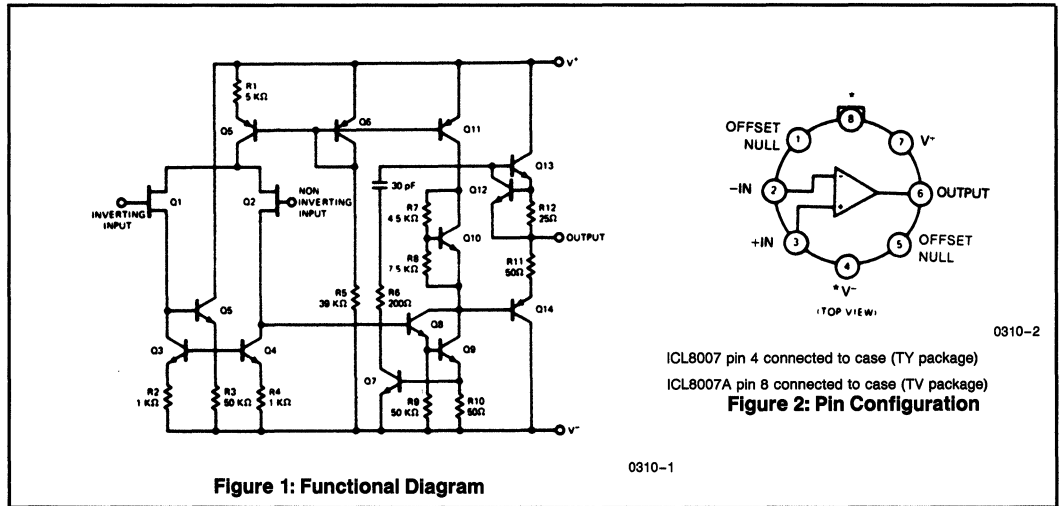 V+
R1
5 KΩ
Q5
Q6
Q11
Q13
30 pF
Q12
Q1
Q2
NON
INVERTING
INPUT
INVERTING
INPUT
R7
4 5 KΩ
R12
25Ω
Q10
OUTPUT
R8
7 5 KΩ
R11
50Ω
R5
39 KΩ
R6
200Ω
Q5
Q8
Q14
Q3
Q4
Q9
Q7
R2
1 KΩ
R3
50 KΩ
R4
1 KΩ
R9
50 KΩ
R10
50Ω
V−
0310–1
Figure 1: Functional Diagram
*
8
OFFSET
NULL
1
7
V+
−IN
2
-
+
6
OUTPUT
+IN
3
5
OFFSET
NULL
4
*V−
(TOP VIEW)
0310–2
ICL8007 pin 4 connected to case (TY package)
ICL8007A pin 8 connected to case (TV package)
Figure 2: Pin Configuration